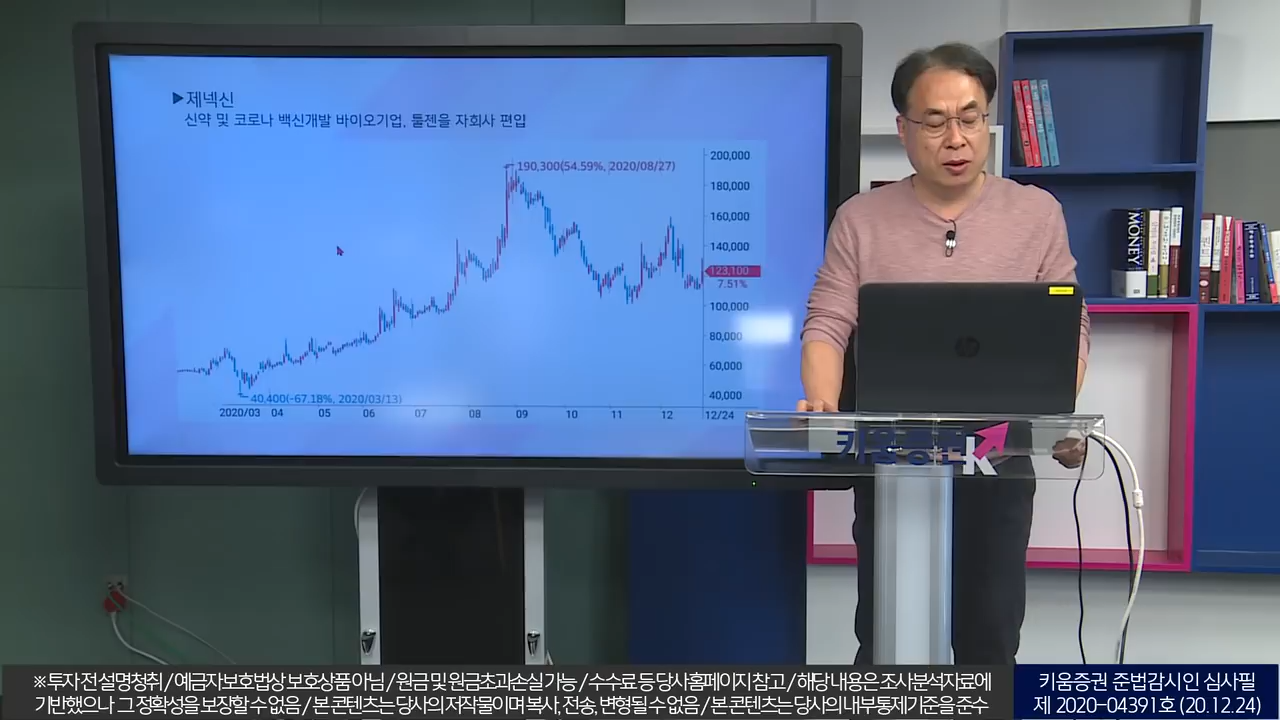 ▶제넥신
신약 및 코로나 백신개발 바이오기업, 툴젠을 자회사 편입
190,300(54.59%, 2020/08/27)
200,000
180,000
160,000
140,000
123,100
7.51%
100,000
80,000
60,000
40,000
40,400(-67.18%, 2020/03/13)
2020/03 04 05 06 07 08 09 10 11 12 12/24
MONEY
hp
키움증권
※ 투자 전 설명청취 / 예금자보호법상 보호상품 아님 / 원금 및 원금초과손실 가능 / 수수료 등 당사홈페이지 참고 / 해당 내용은 조사분석자료에
기반했으나 그 정확성을 보장할 수 없음 / 본 콘텐츠는 당사의 저작물이며 복사, 전송, 변형될 수 없음 / 본 콘텐츠는 당사의 내부통제기준을 준수
키움증권 준법감시인 심사필
제 2020-04391호 (20.12.24)